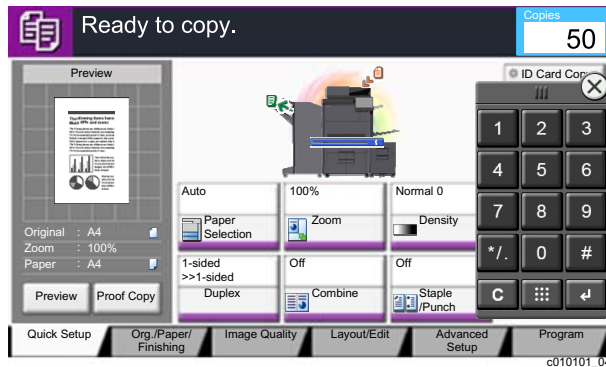 Ready to copy.
Copies
50
Preview
Original : A4
Zoom : 100%
Paper : A4
Preview
Proof Copy
ID Card Copy
Auto
Paper
Selection
100%
Zoom
Normal 0
Density
1-sided
>>1-sided
Duplex
Off
Combine
Off
Staple
/Punch
1
2
3
4
5
6
7
8
9
*/.
0
#
C
Quick Setup
Org./Paper/
Finishing
Image Quality
Layout/Edit
Advanced
Setup
Program
c010101_04